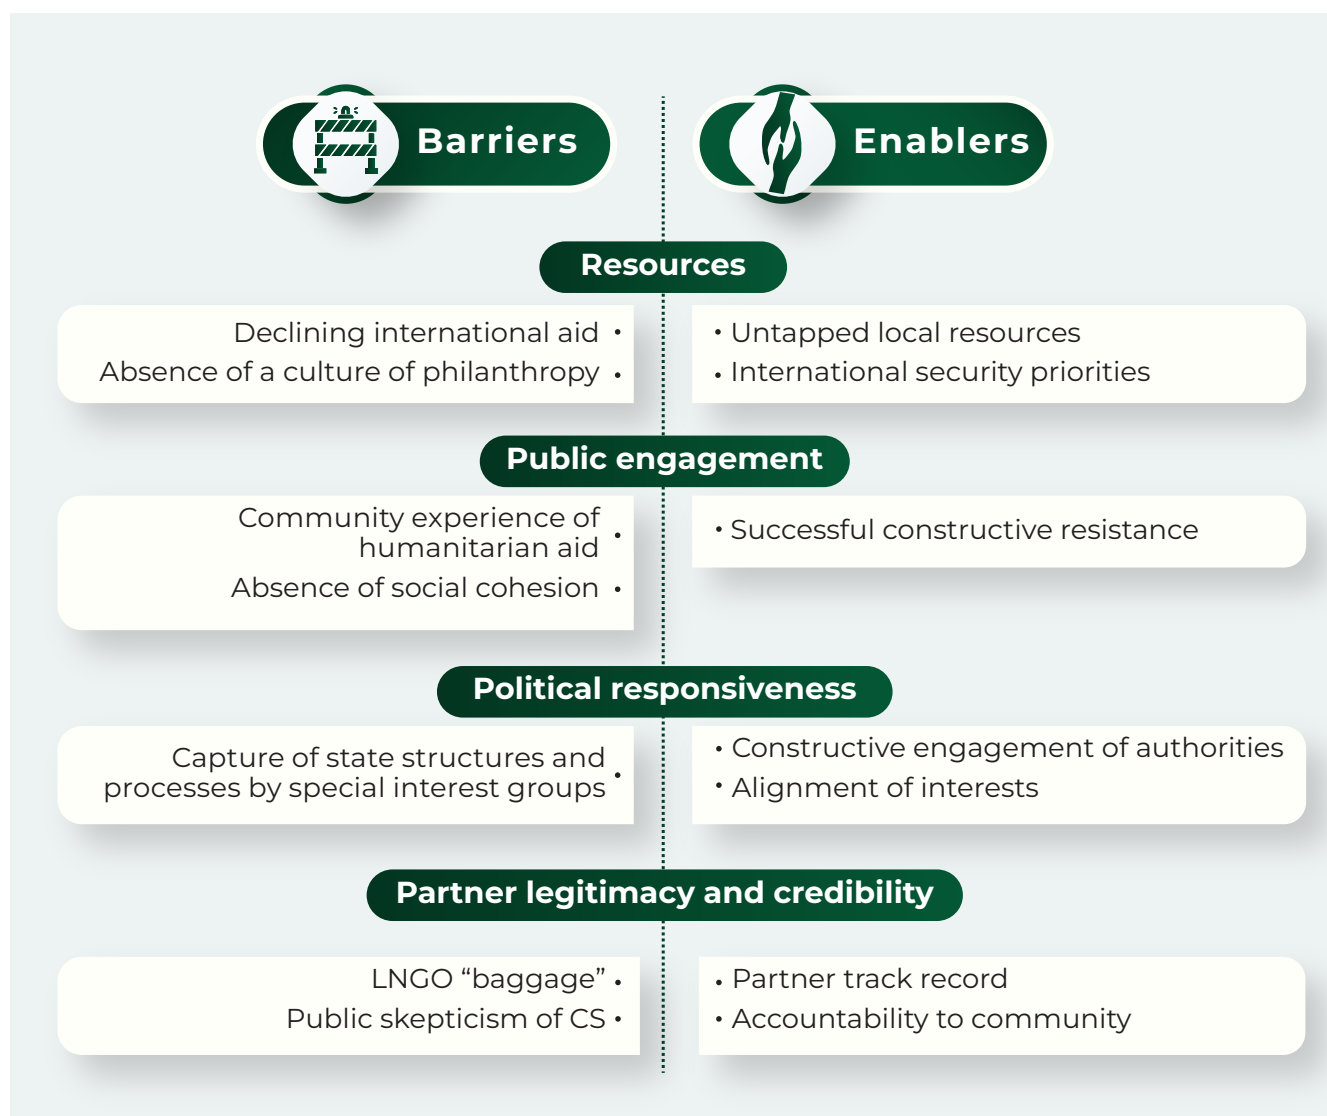 Barriers
Enablers
Resources
Declining international aid •
Absence of a culture of philanthropy •
• Untapped local resources
• International security priorities
Public engagement
Community experience of
humanitarian aid •
Absence of social cohesion •
• Successful constructive resistance
Political responsiveness
Capture of state structures and
processes by special interest groups •
• Constructive engagement of authorities
• Alignment of interests
Partner legitimacy and credibility
LNGO “baggage” •
Public skepticism of CS •
• Partner track record
• Accountability to community